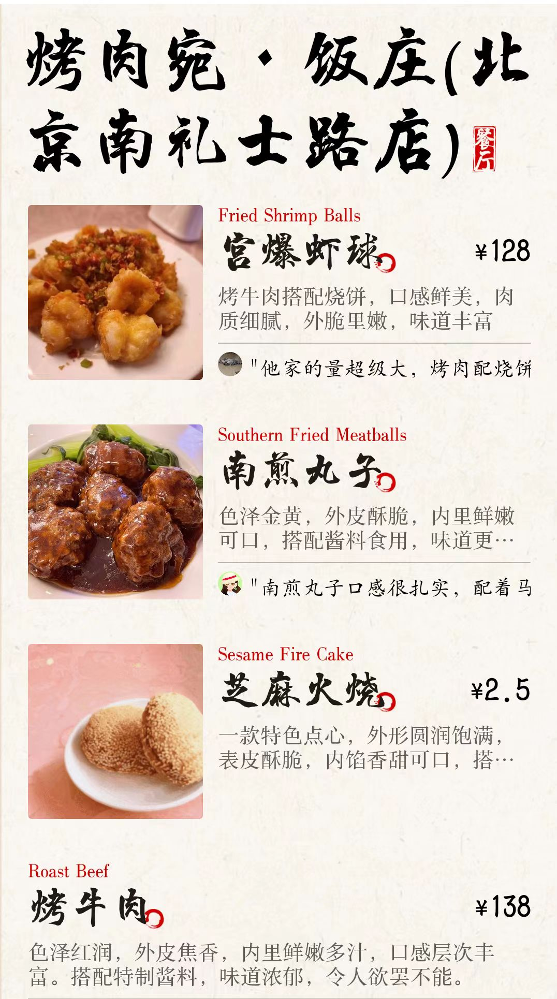 烤肉宛·饭庄(北
京南礼士路店)餐厅
Fried Shrimp Balls
宫爆虾球
¥128
烤牛肉搭配烧饼，口感鲜美，肉
质细腻，外脆里嫩，味道丰富
"他家的量超级大，烤肉配烧饼
Southern Fried Meatballs
南煎丸子
色泽金黄，外皮酥脆，内里鲜嫩
可口，搭配酱料食用，味道更…
"南煎丸子口感很扎实，配着马
Sesame Fire Cake
芝麻火烧
¥2.5
一款特色点心，外形圆润饱满，
表皮酥脆，内馅香甜可口，搭…
Roast Beef
烤牛肉
¥138
色泽红润，外皮焦香，内里鲜嫩多汁，口感层次丰
富。搭配特制酱料，味道浓郁，令人欲罢不能。